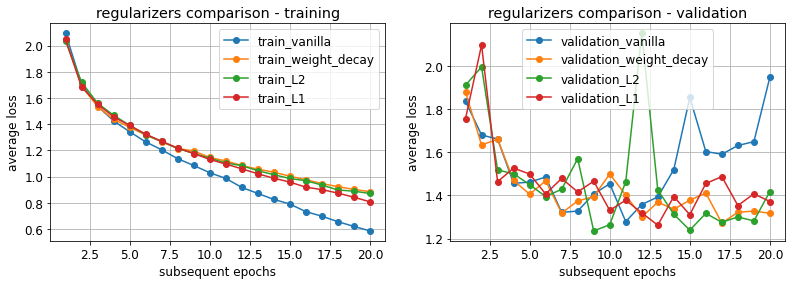 regularizers comparison - training
average loss
2.0
1.8
1.6
1.4
1.2
1.0
0.8
0.6
train_vanilla
train_weight_decay
train_L2
train_L1
2.5 5.0 7.5 10.0 12.5 15.0 17.5 20.0
subsequent epochs
regularizers comparison - validation
average loss
2.0
1.8
1.6
1.4
1.2
validation_vanilla
validation_weight_decay
validation_L2
validation_L1
2.5 5.0 7.5 10.0 12.5 15.0 17.5 20.0
subsequent epochs